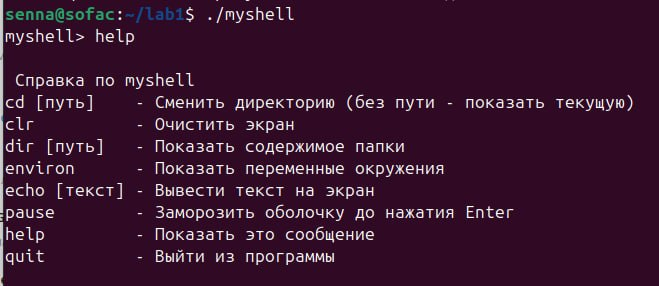 senna@sofac:~/lab1$ ./myshell
myshell> help
Справка по myshell
cd [путь] - Сменить директорию (без пути - показать текущую)
clr - Очистить экран
dir [путь] - Показать содержимое папки
environ - Показать переменные окружения
echo [текст] - Вывести текст на экран
pause - Заморозить оболочку до нажатия Enter
help - Показать это сообщение
quit - Выйти из программы